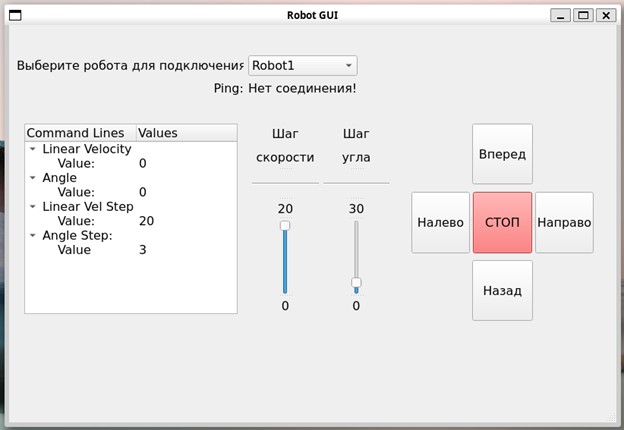 Robot GUI
Выберите робота для подключения Robot1
Ping: Нет соединения!
Command Lines Values
Linear Velocity
Value: 0
Angle
Value: 0
Linear Vel Step
Value: 20
Angle Step:
Value 3
Шаг скорости
20
0
Шаг угла
30
0
Вперед
Налево СТОП Направо
Назад